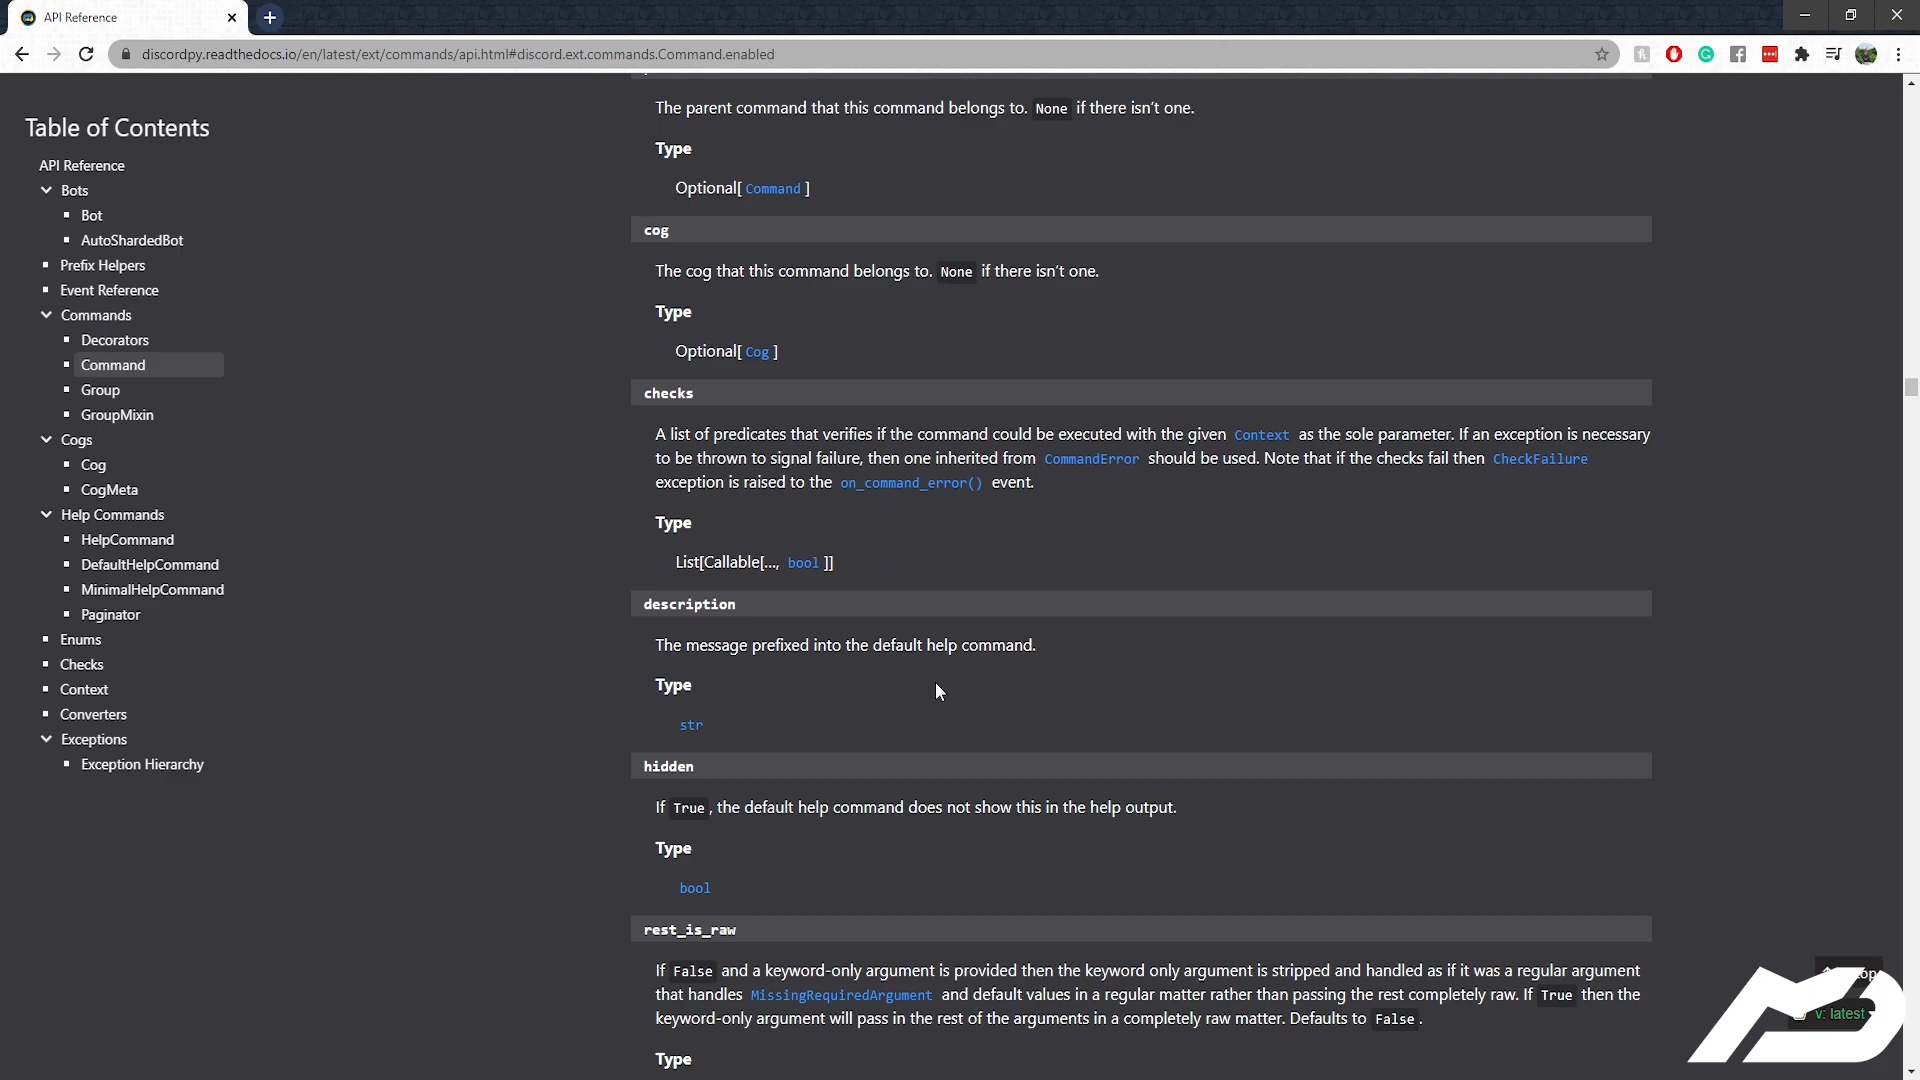 API Reference
discordpy.readthedocs.io/en/latest/ext/commands/api.html#discord.ext.commands.Command.enabled
Table of Contents
API Reference
Bots
Bot
AutoShardedBot
Prefix Helpers
Event Reference
Commands
Decorators
Command
Group
GroupMixin
Cogs
Cog
CogMeta
Help Commands
HelpCommand
DefaultHelpCommand
MinimalHelpCommand
Paginator
Enums
Checks
Context
Converters
Exceptions
Exception Hierarchy
The parent command that this command belongs to. None if there isn't one.
Type
Optional[ Command ]
cog
The cog that this command belongs to. None if there isn't one.
Type
Optional[ Cog ]
checks
A list of predicates that verifies if the command could be executed with the given Context as the sole parameter. If an exception is necessary
to be thrown to signal failure, then one inherited from CommandError should be used. Note that if the checks fail then CheckFailure
exception is raised to the on_command_error() event.
Type
List[Callable[..., bool ]]
description
The message prefixed into the default help command.
Type
str
hidden
If True , the default help command does not show this in the help output.
Type
bool
rest_is_raw
If False and a keyword-only argument is provided then the keyword only argument is stripped and handled as if it was a regular argument
that handles MissingRequiredArgument and default values in a regular matter rather than passing the rest completely raw. If True then the
keyword-only argument will pass in the rest of the arguments in a completely raw matter. Defaults to False .
Type
v: latest